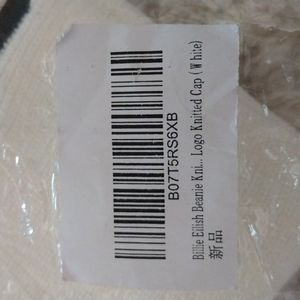 B07T5RS6XB
Billie Eilish Beanie Kni... Logo Knitted Cap (White)
新品